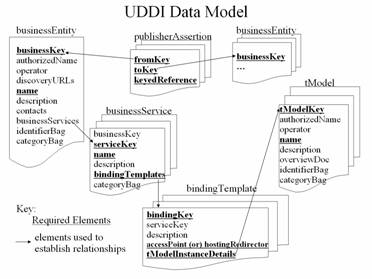 UDDI Data Model
businessEntity
businessKey
authorizedName
operator
discoveryURLs
name
description
contacts
businessServices
identifierBag
categoryBag
publisherAssertion
fromKey
toKey
keyedReference
businessEntity
businessKey
...
tModel
tModelKey
authorizedName
operator
name
description
overviewDoc
identifierBag
categoryBag
businessService
businessKey
serviceKey
name
description
bindingTemplates
categoryBag
bindingTemplate
bindingKey
serviceKey
description
accessPoint (or) hostingRedirector
tModelInstanceDetails
Key:
Required Elements
elements used to
establish relationships